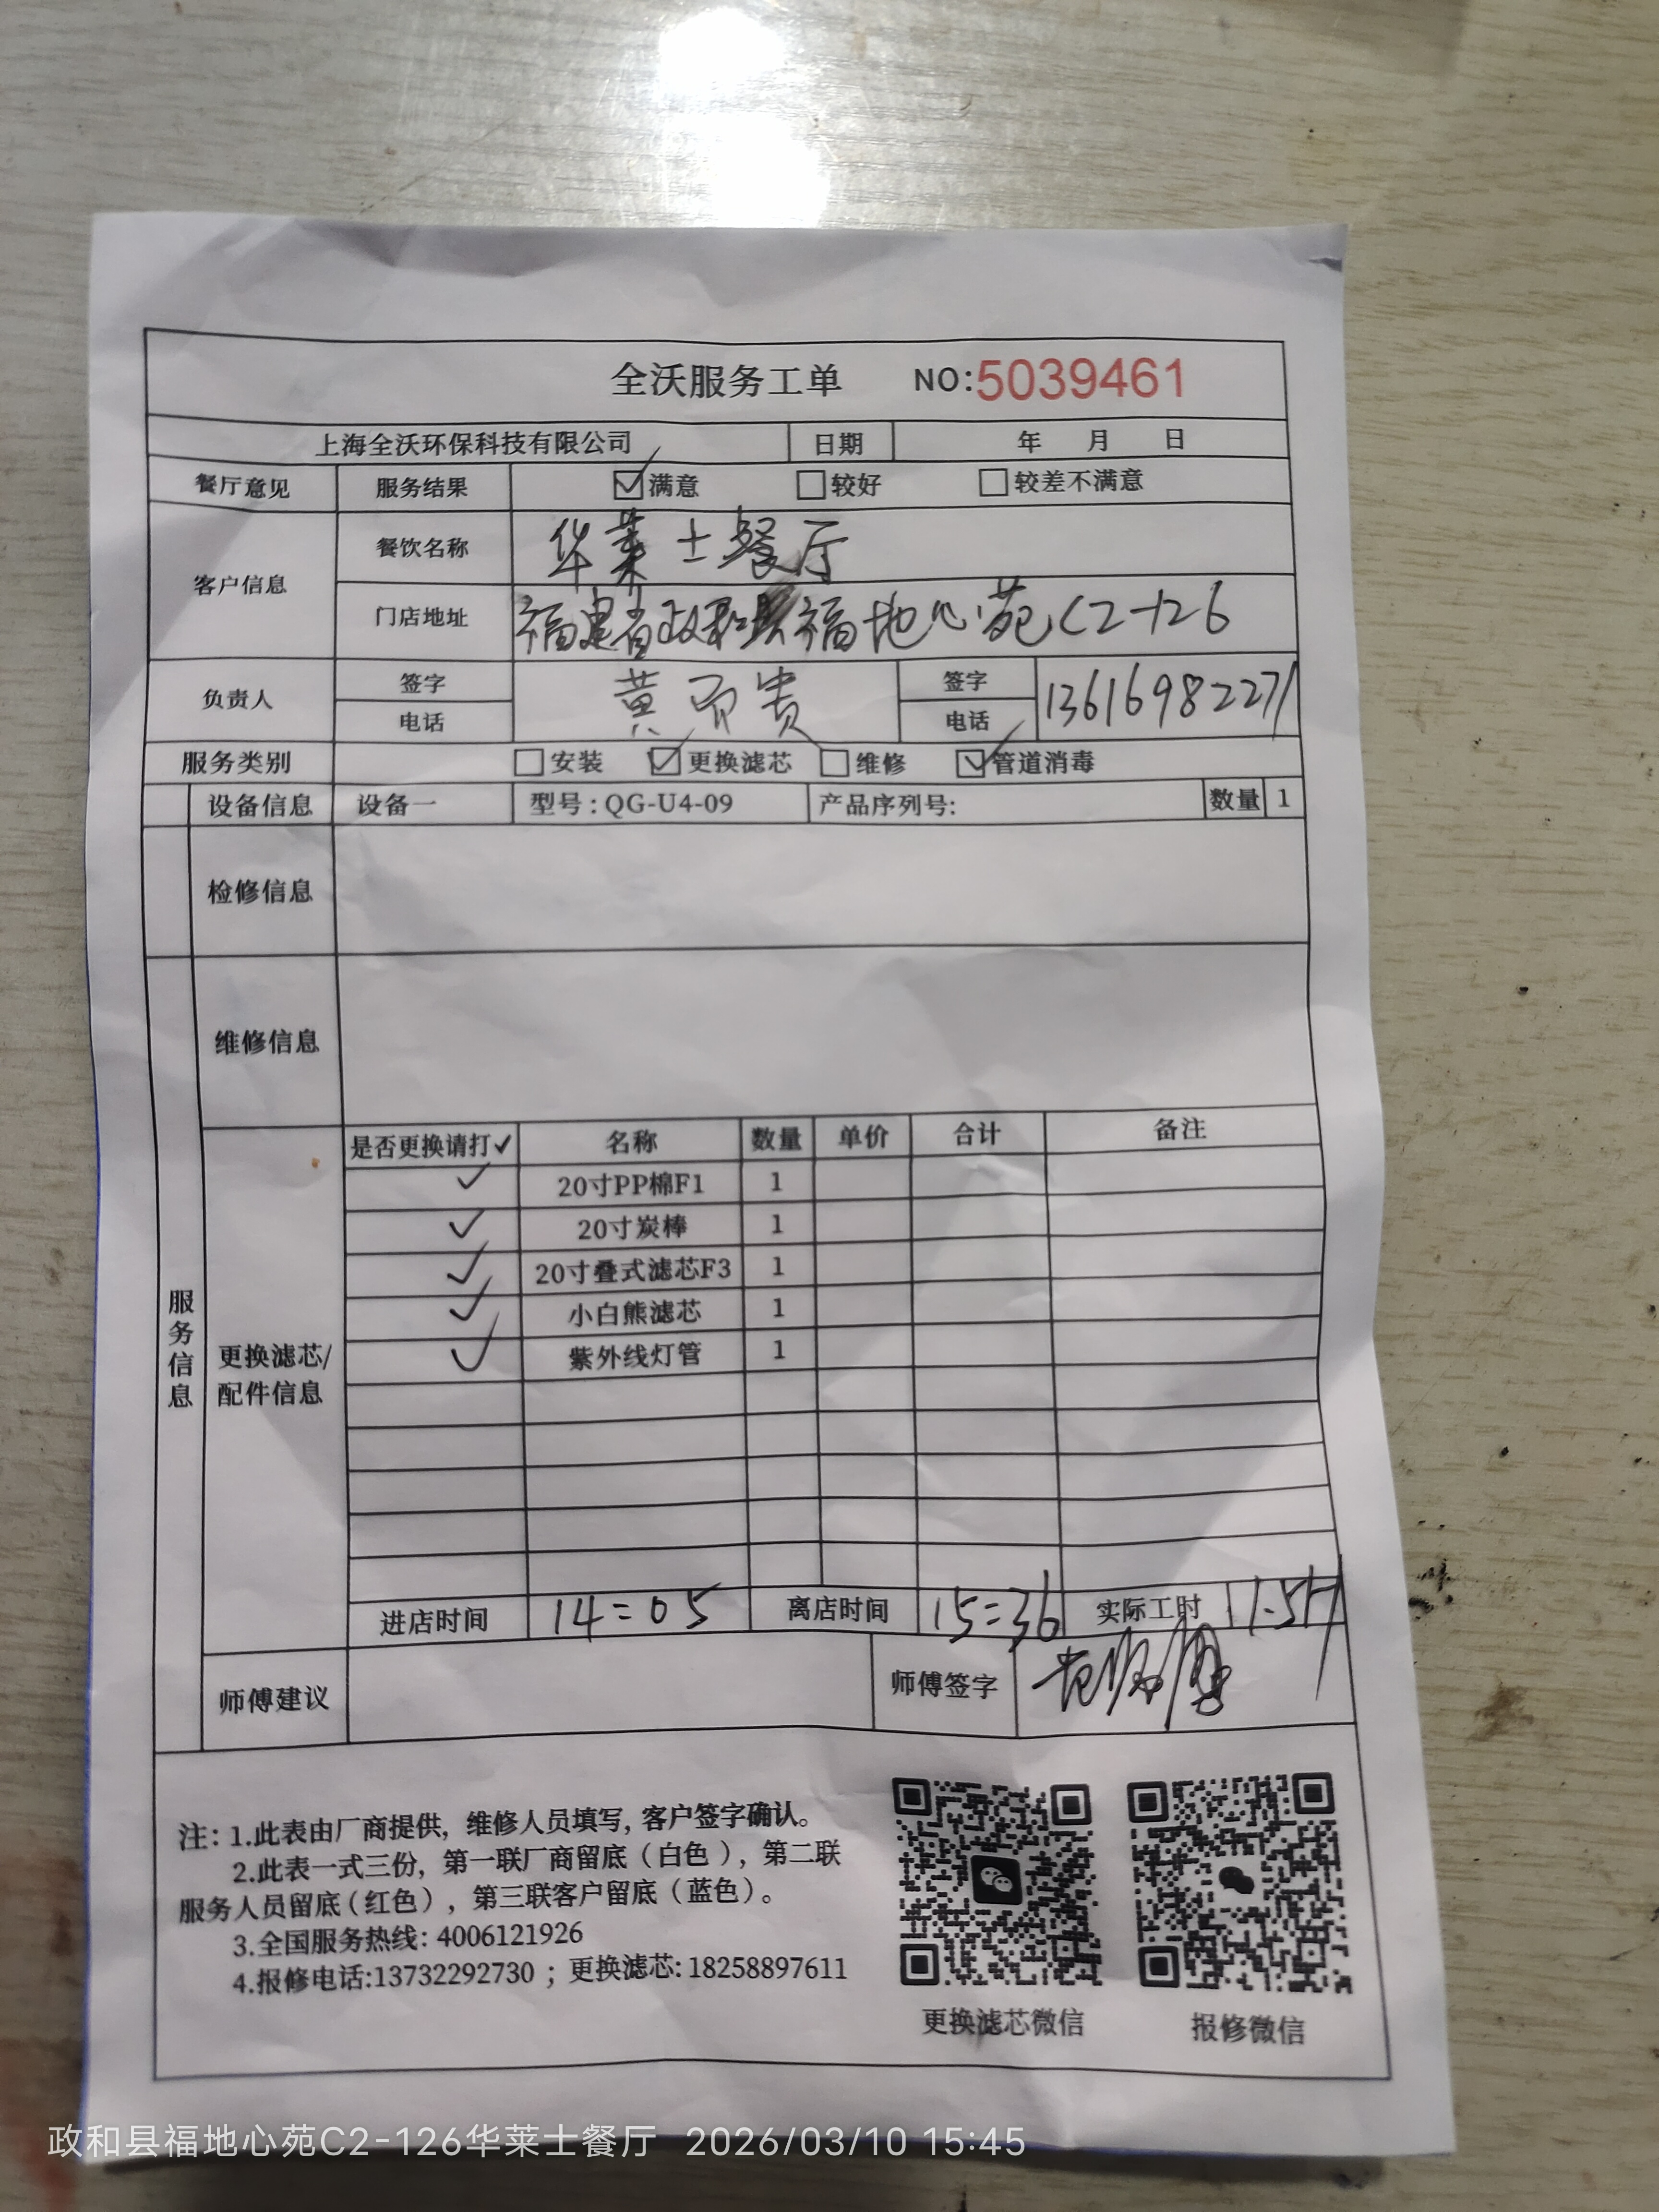 全沃服务工单 NO:5039461
上海全沃环保科技有限公司 日期 年 月 日
餐厅意见 服务结果 ☑满意 □较好 □较差不满意
客户信息 餐饮名称 华莱士餐厅
门店地址 福建省政和县福地心苑C2-126
负责人 签字 电话 黄 贵 签字 电话 13616982271
服务类别 □安装 ☑更换滤芯 □维修 ☑管道消毒
设备信息 设备一 型号:QG-U4-09 产品序列号: 数量 1
检修信息
维修信息
服务信息
更换滤芯/配件信息
是否更换请打✓ 名称 数量 单价 合计 备注
✓ 20寸PP棉F1 1
✓ 20寸炭棒 1
✓ 20寸叠式滤芯F3 1
✓ 小白熊滤芯 1
✓ 紫外线灯管 1
进店时间 14:05 离店时间 15:36 实际工时 1.5H
师傅建议 师傅签字
注:1.此表由厂商提供,维修人员填写,客户签字确认。
2.此表一式三份,第一联厂商留底(白色),第二联
服务人员留底(红色),第三联客户留底(蓝色)。
3.全国服务热线:4006121926
4.报修电话:13732292730;更换滤芯:18258897611
更换滤芯微信 报修微信
政和县福地心苑C2-126华莱士餐厅 2026/03/10 15:45